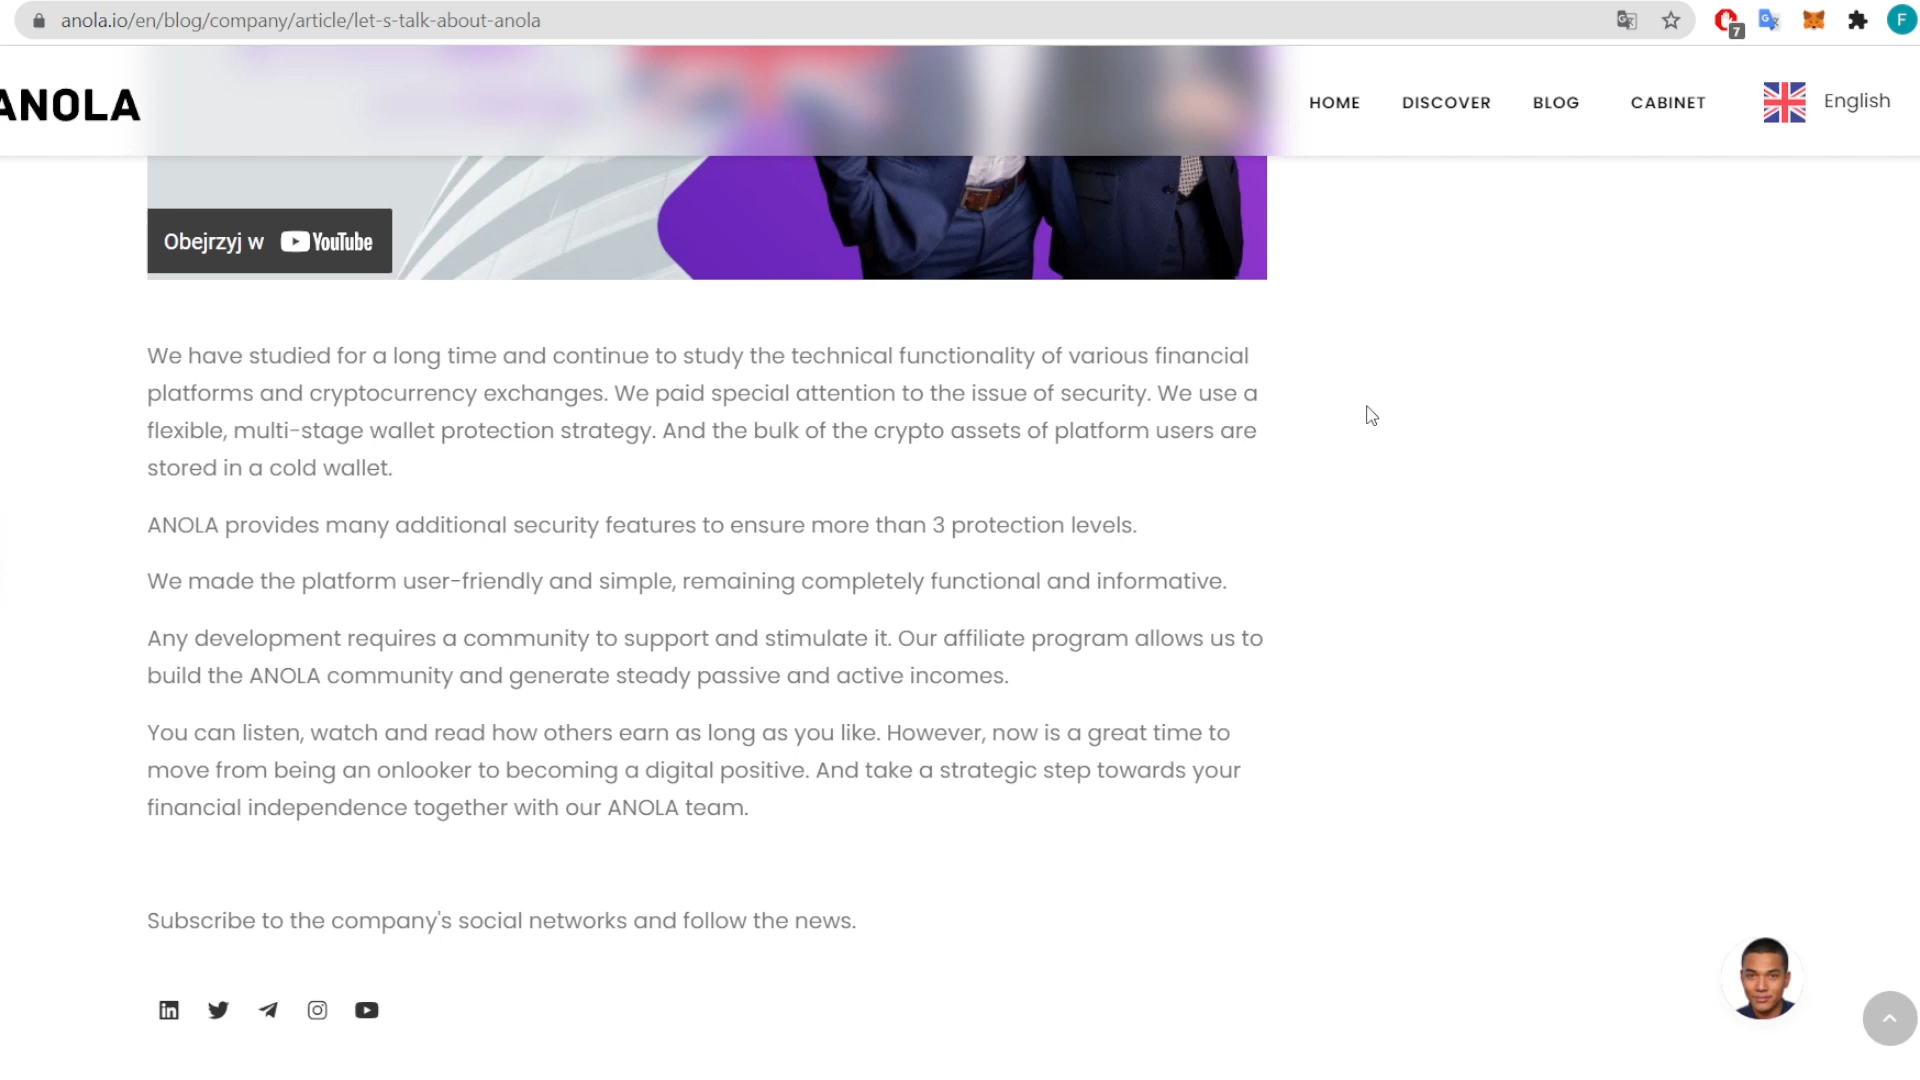 anola.io/en/blog/company/article/let-s-talk-about-anola
7
F
ANOLA
HOME
DISCOVER
BLOG
CABINET
English
Obejrzyj w YouTube
We have studied for a long time and continue to study the technical functionality of various financial
platforms and cryptocurrency exchanges. We paid special attention to the issue of security. We use a
flexible, multi-stage wallet protection strategy. And the bulk of the crypto assets of platform users are
stored in a cold wallet.
ANOLA provides many additional security features to ensure more than 3 protection levels.
We made the platform user-friendly and simple, remaining completely functional and informative.
Any development requires a community to support and stimulate it. Our affiliate program allows us to
build the ANOLA community and generate steady passive and active incomes.
You can listen, watch and read how others earn as long as you like. However, now is a great time to
move from being an onlooker to becoming a digital positive. And take a strategic step towards your
financial independence together with our ANOLA team.
Subscribe to the company's social networks and follow the news.